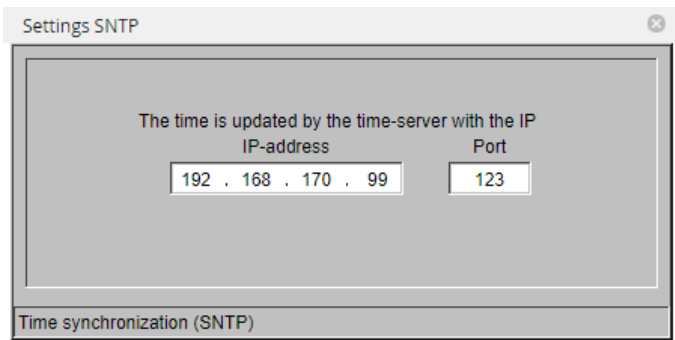 Settings SNTP
The time is updated by the time-server with the IP
IP-address Port
192 . 168 . 170 . 99 123
Time synchronization (SNTP)